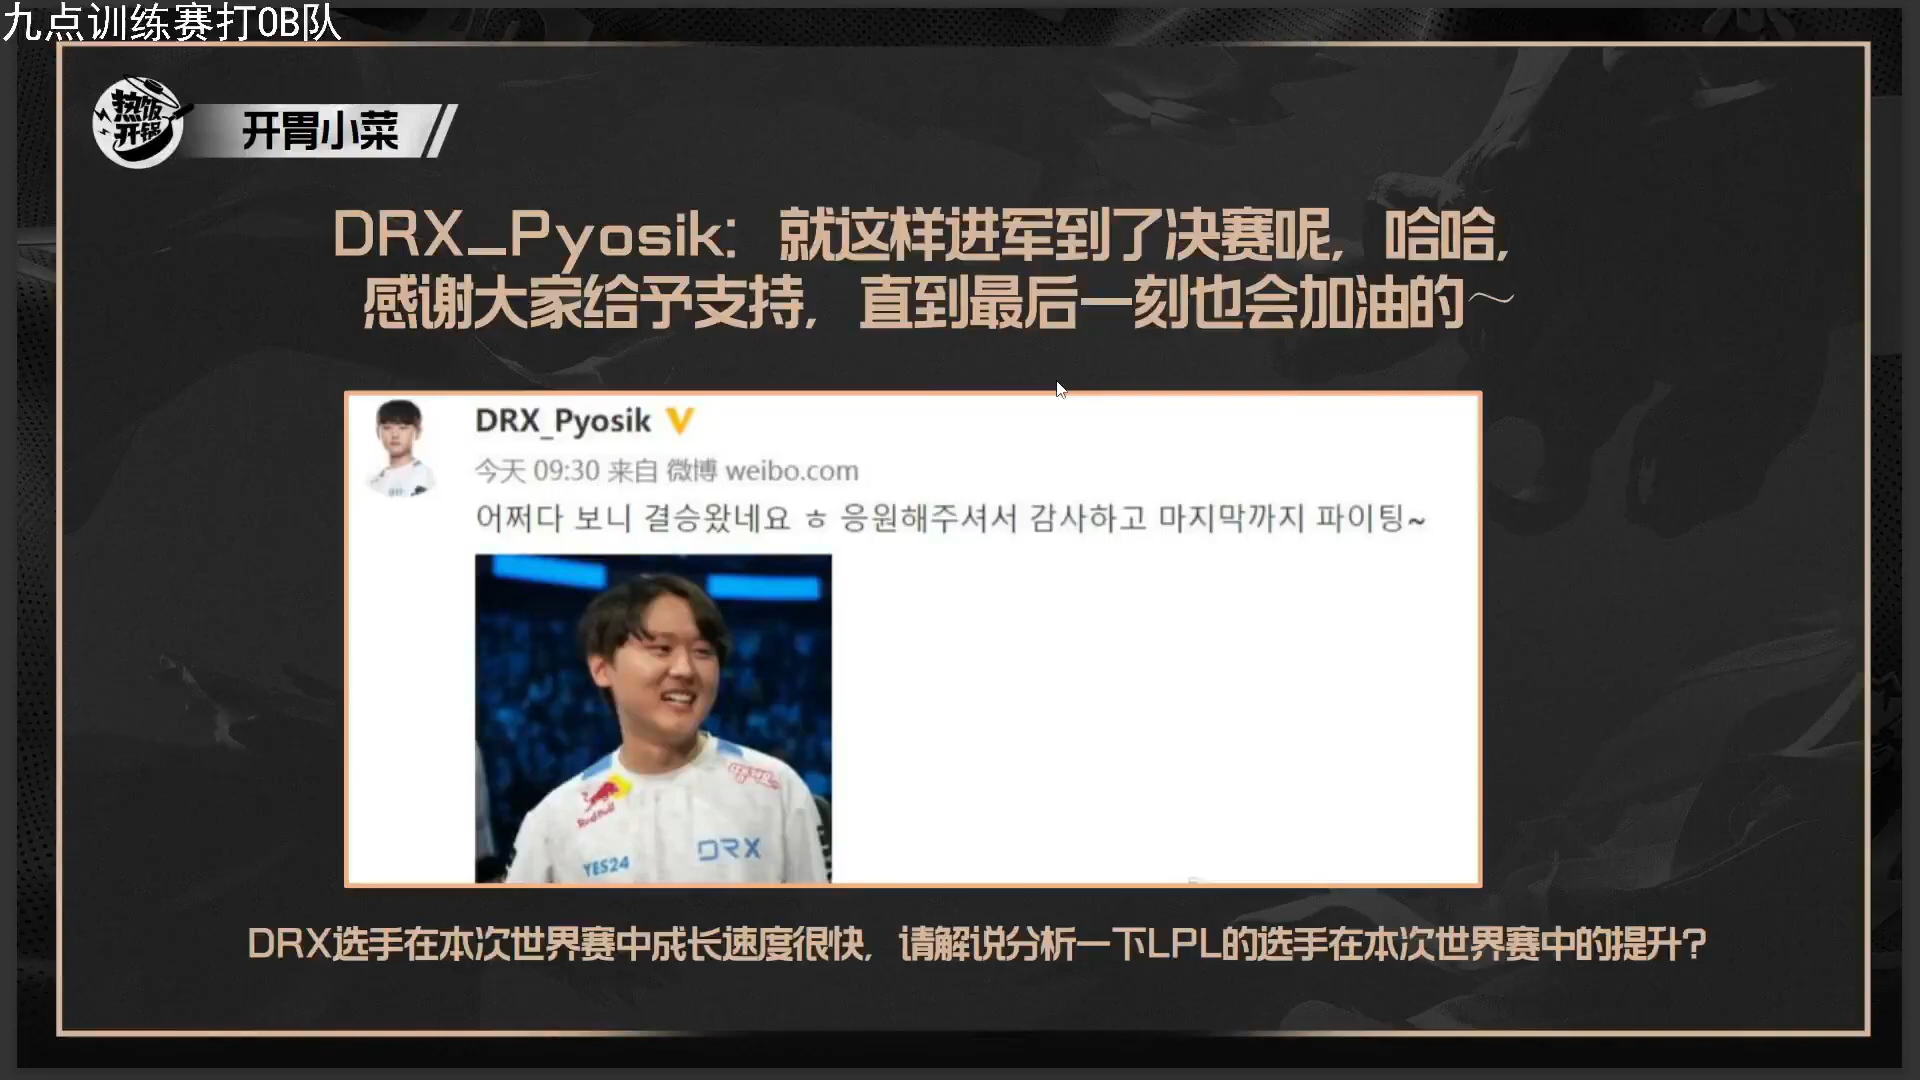 九点训练赛打OB队
热饭
开锅
开胃小菜
DRX_Pyosik：就这样进军到了决赛呢，哈哈，
感谢大家给予支持，直到最后一刻也会加油的～
DRX_Pyosik V
今天 09:30 来自 微博 weibo.com
어쩌다 보니 결승왔네요 ㅎ 응원해주셔서 감사하고 마지막까지 파이팅~
RedBull
YES24
DRX
DRX选手在本次世界赛中成长速度很快，请解说分析一下LPL的选手在本次世界赛中的提升？